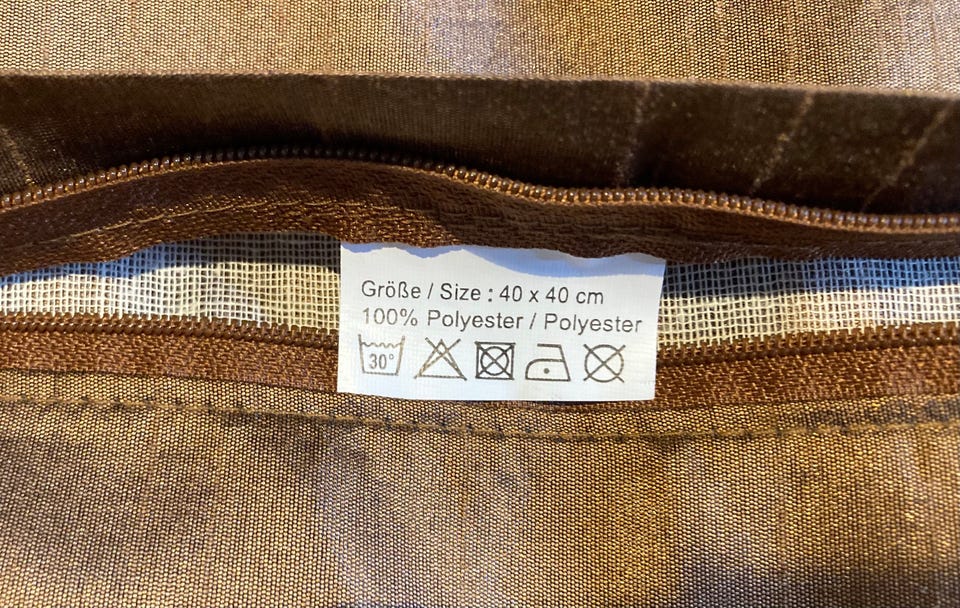 Größe / Size : 40 x 40 cm
100% Polyester / Polyester
30°